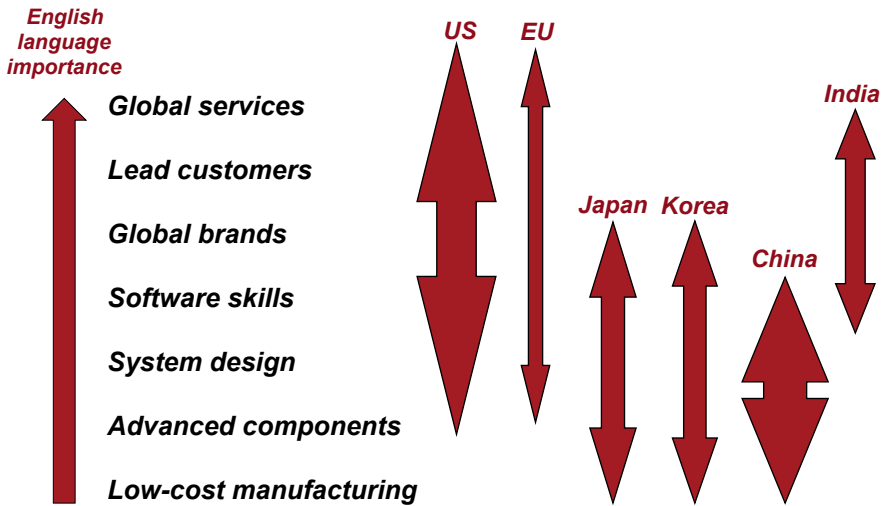 English
language
importance
US
EU
India
Global services
Lead customers
Japan
Korea
Global brands
China
Software skills
System design
Advanced components
Low-cost manufacturing